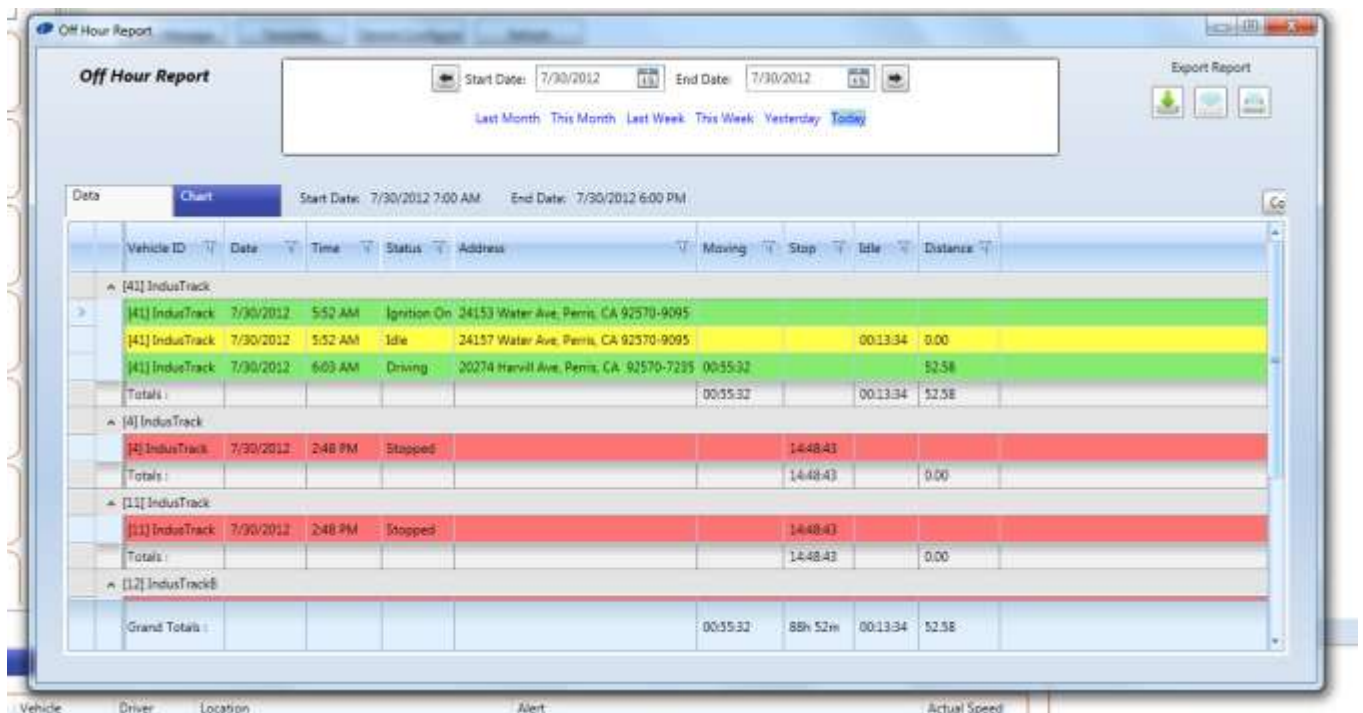 Off Hour Report
Off Hour Report
Start Date: 7/30/2012 15 End Date: 7/30/2012 15
Export Report
Last Month This Month Last Week This Week Yesterday Today
Data Chart Start Date: 7/30/2012 7:00 AM End Date: 7/30/2012 6:00 PM Co
Vehicle ID Date Time Status Address Moving Stop Idle Distance
[41] IndusTrack
[41] IndusTrack 7/30/2012 5:52 AM Ignition On 24153 Water Ave, Perris, CA 92570-9095
[41] IndusTrack 7/30/2012 5:52 AM Idle 24157 Water Ave, Perris, CA 92570-9095 00:13:34 0.00
[41] IndusTrack 7/30/2012 6:03 AM Driving 20274 Harvill Ave, Perris, CA 92570-7235 00:55:32 52.58
Totals : 00:55:32 00:13:34 52.58
[4] IndusTrack
[4] IndusTrack 7/30/2012 2:48 PM Stopped 14:48:43
Totals : 14:48:43 0.00
[11] IndusTrack
[11] IndusTrack 7/30/2012 2:48 PM Stopped 14:48:43
Totals : 14:48:43 0.00
[12] IndusTrack8
Grand Totals : 00:55:32 88h 52m 00:13:34 52.58
Vehicle Driver Location Alert Actual Speed